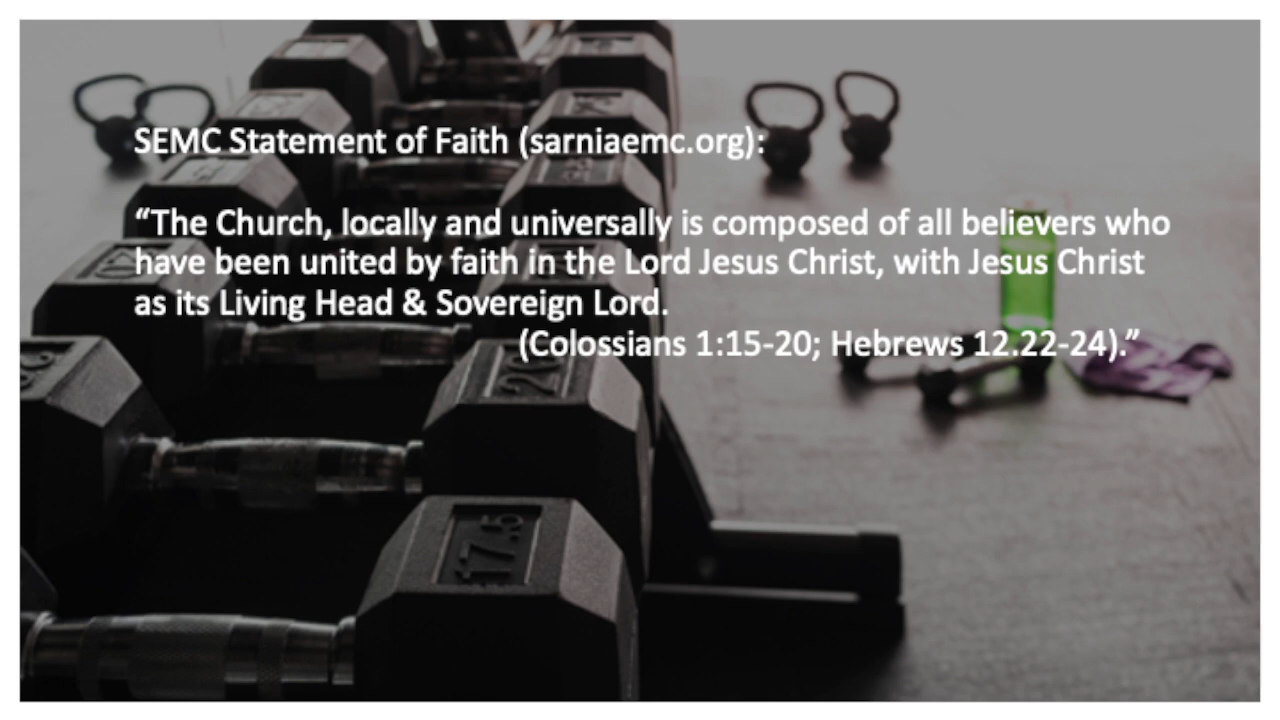 SEMC Statement of Faith (sarniaemc.org):
“The Church, locally and universally is composed of all believers who
have been united by faith in the Lord Jesus Christ, with Jesus Christ
as its Living Head & Sovereign Lord.
(Colossians 1:15-20; Hebrews 12.22-24).”
17.5